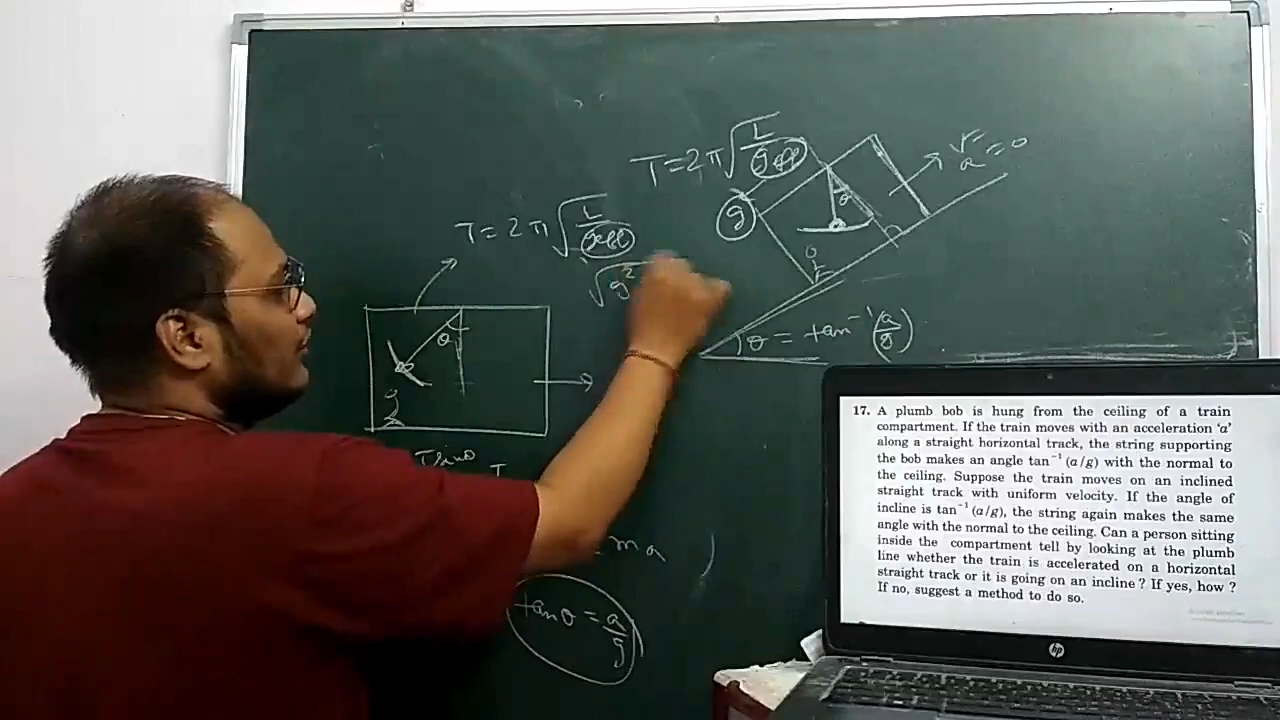 T = 2π√(L/geff)
T = 2π√(L/geff)
√g²
g
v
a = 0
θ
θ
θ = tan⁻¹(a/g)
T sinθ
T
= ma
tanθ = a/g
17. A plumb bob is hung from the ceiling of a train
compartment. If the train moves with an acceleration 'a'
along a straight horizontal track, the string supporting
the bob makes an angle tan⁻¹ (a/g) with the normal to
the ceiling. Suppose the train moves on an inclined
straight track with uniform velocity. If the angle of
incline is tan⁻¹ (a/g), the string again makes the same
angle with the normal to the ceiling. Can a person sitting
inside the compartment tell by looking at the plumb
line whether the train is accelerated on a horizontal
straight track or it is going on an incline ? If yes, how ?
If no, suggest a method to do so.
hp